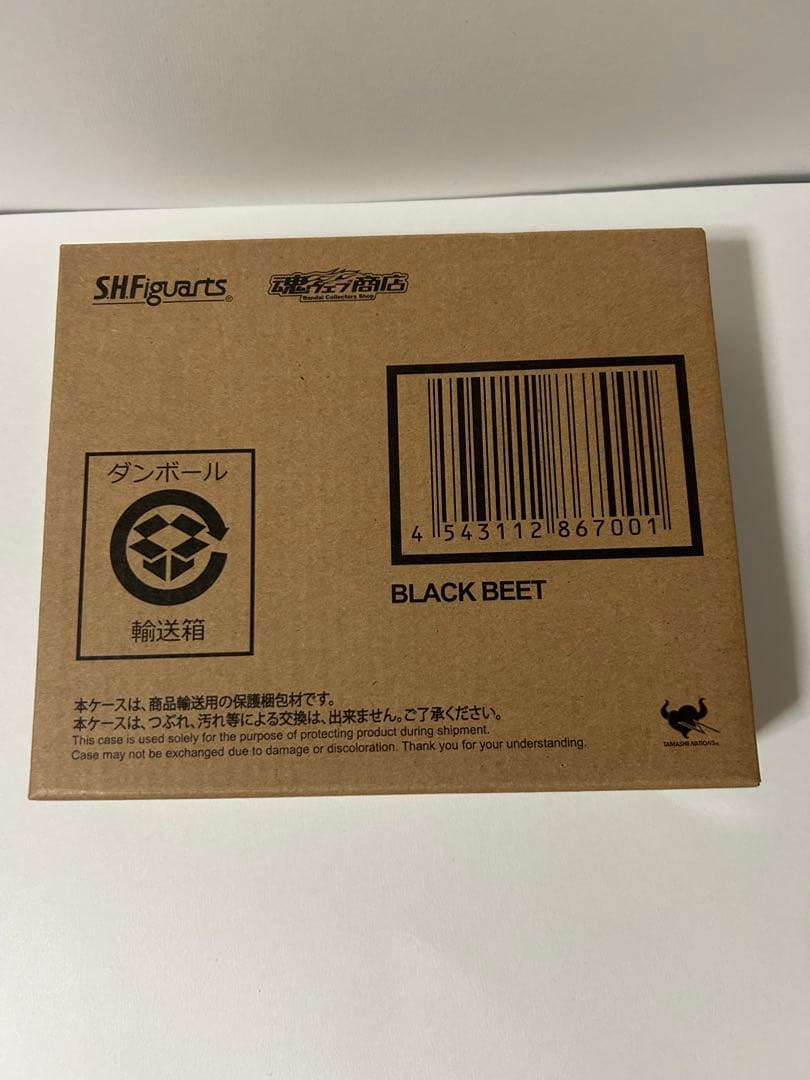 S.H.Figuarts®
魂ウェブ商店
Bandai Collectors Shop
4 543112 867001
BLACK BEET
ダンボール
輸送箱
本ケースは、商品輸送用の保護梱包材です。
本ケースは、つぶれ、汚れ等による交換は、出来ません。ご了承ください。
This case is used solely for the purpose of protecting product during shipment.
Case may not be exchanged due to damage or discoloration. Thank you for your understanding.
TAMASHII NATIONS